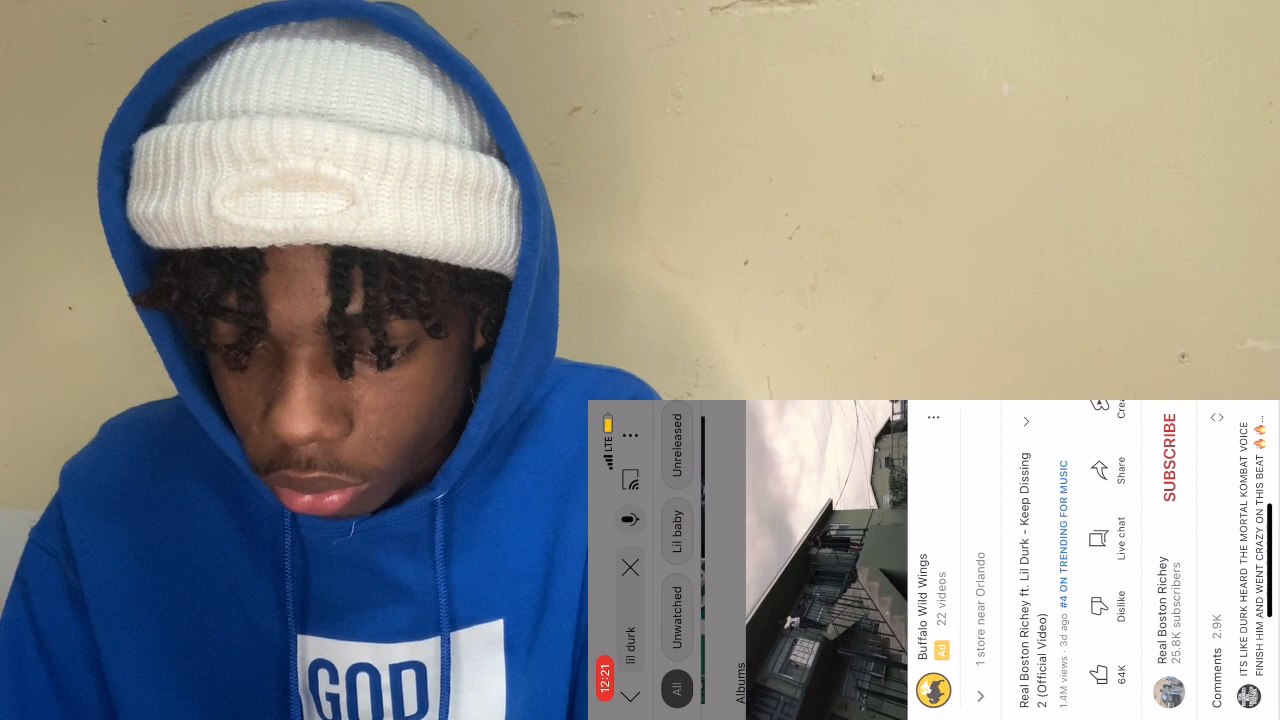 GOD
12:21
LTE
lil durk
All
Unwatched
Lil baby
Unreleased
Albums
Buffalo Wild Wings
Ad
22 videos
1 store near Orlando
Real Boston Richey ft. Lil Durk - Keep Dissing
2 (Official Video)
1.4M views · 3d ago #4 ON TRENDING FOR MUSIC
64K
Dislike
Live chat
Share
Crea
Real Boston Richey
25.8K subscribers
SUBSCRIBE
Comments 2.9K
ITS LIKE DURK HEARD THE MORTAL KOMBAT VOICE
FINISH HIM AND WENT CRAZY ON THIS BEAT 🔥🔥...